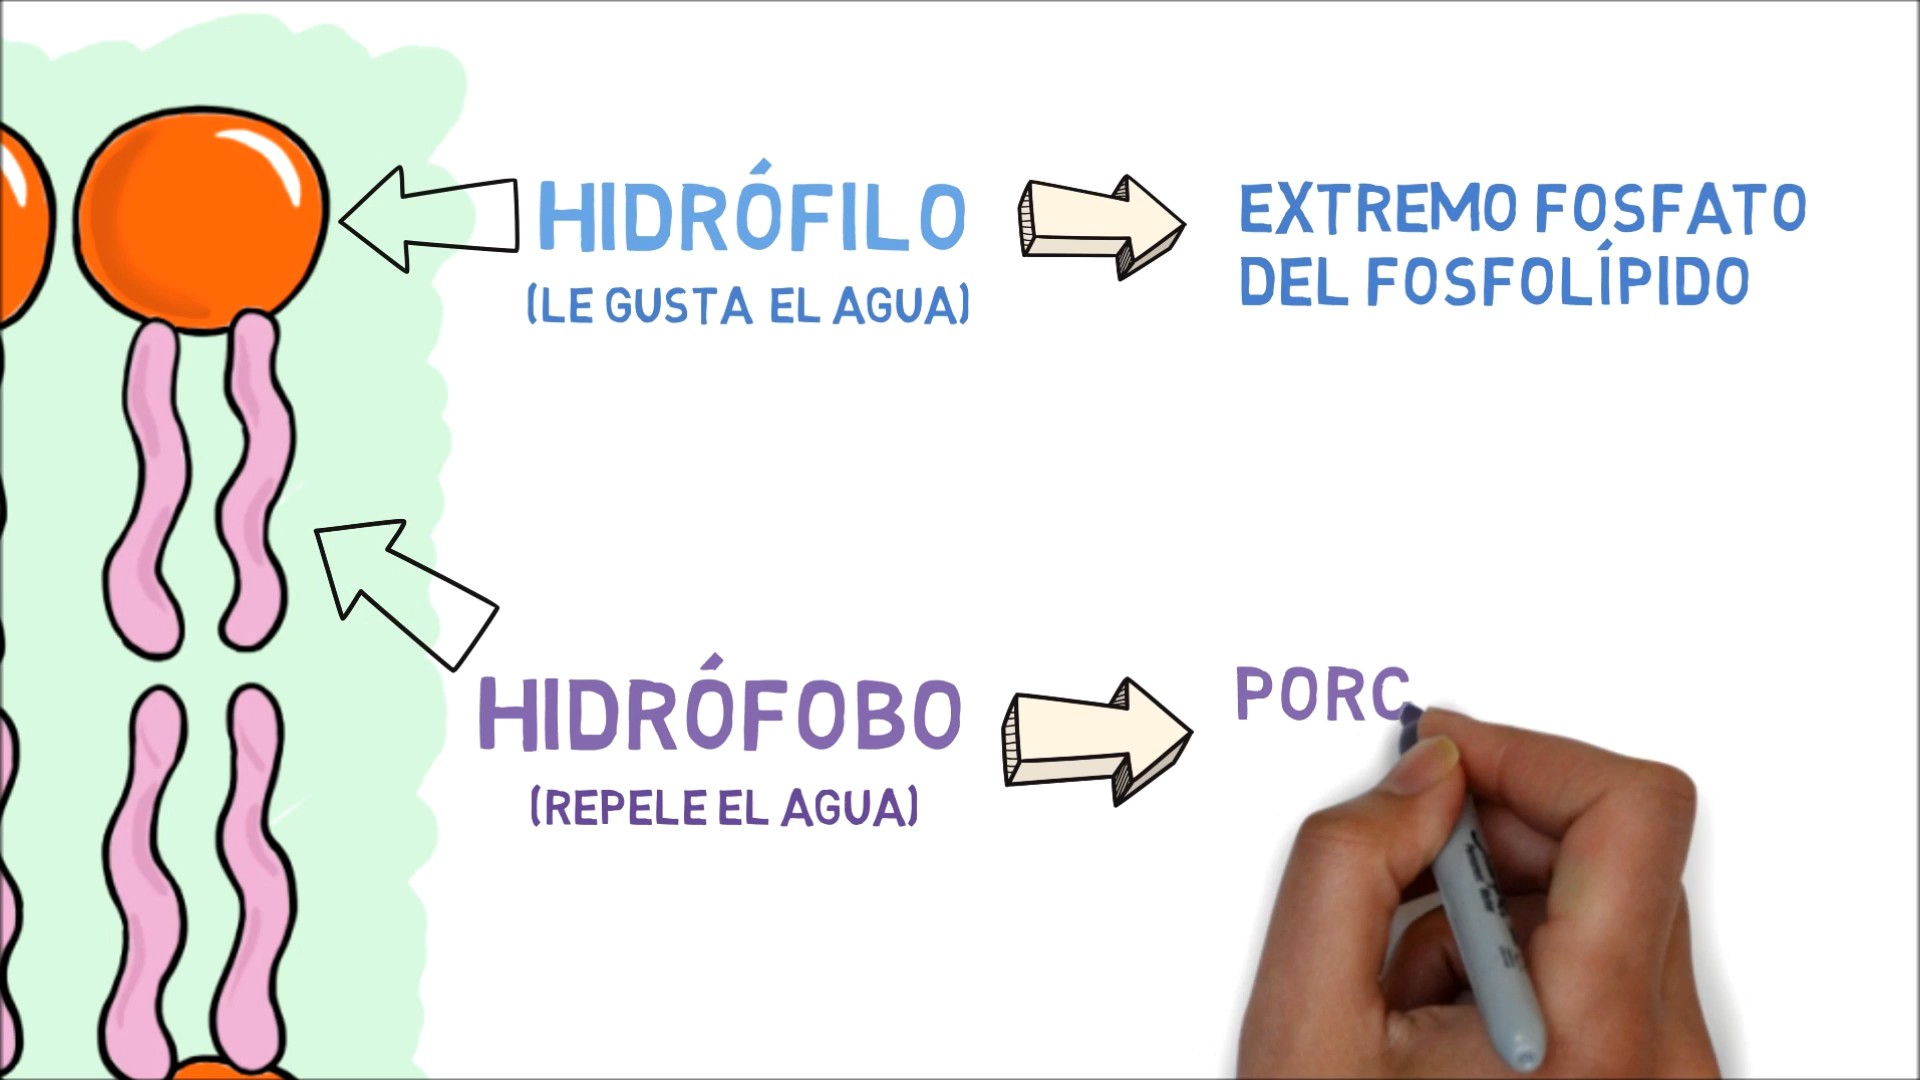 HIDRÓFILO
(LE GUSTA EL AGUA)
EXTREMO FOSFATO
DEL FOSFOLÍPIDO
HIDRÓFOBO
(REPELE EL AGUA)
PORC